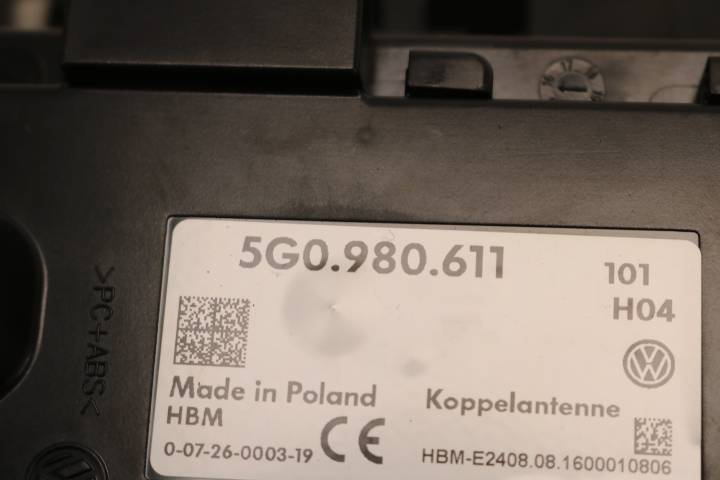 5G0.980.611
101
H04
Made in Poland
Koppelantenne
HBM
0-07-26-0003-19
CE
HBM-E2408.08.1600010806
>PC+ABS<